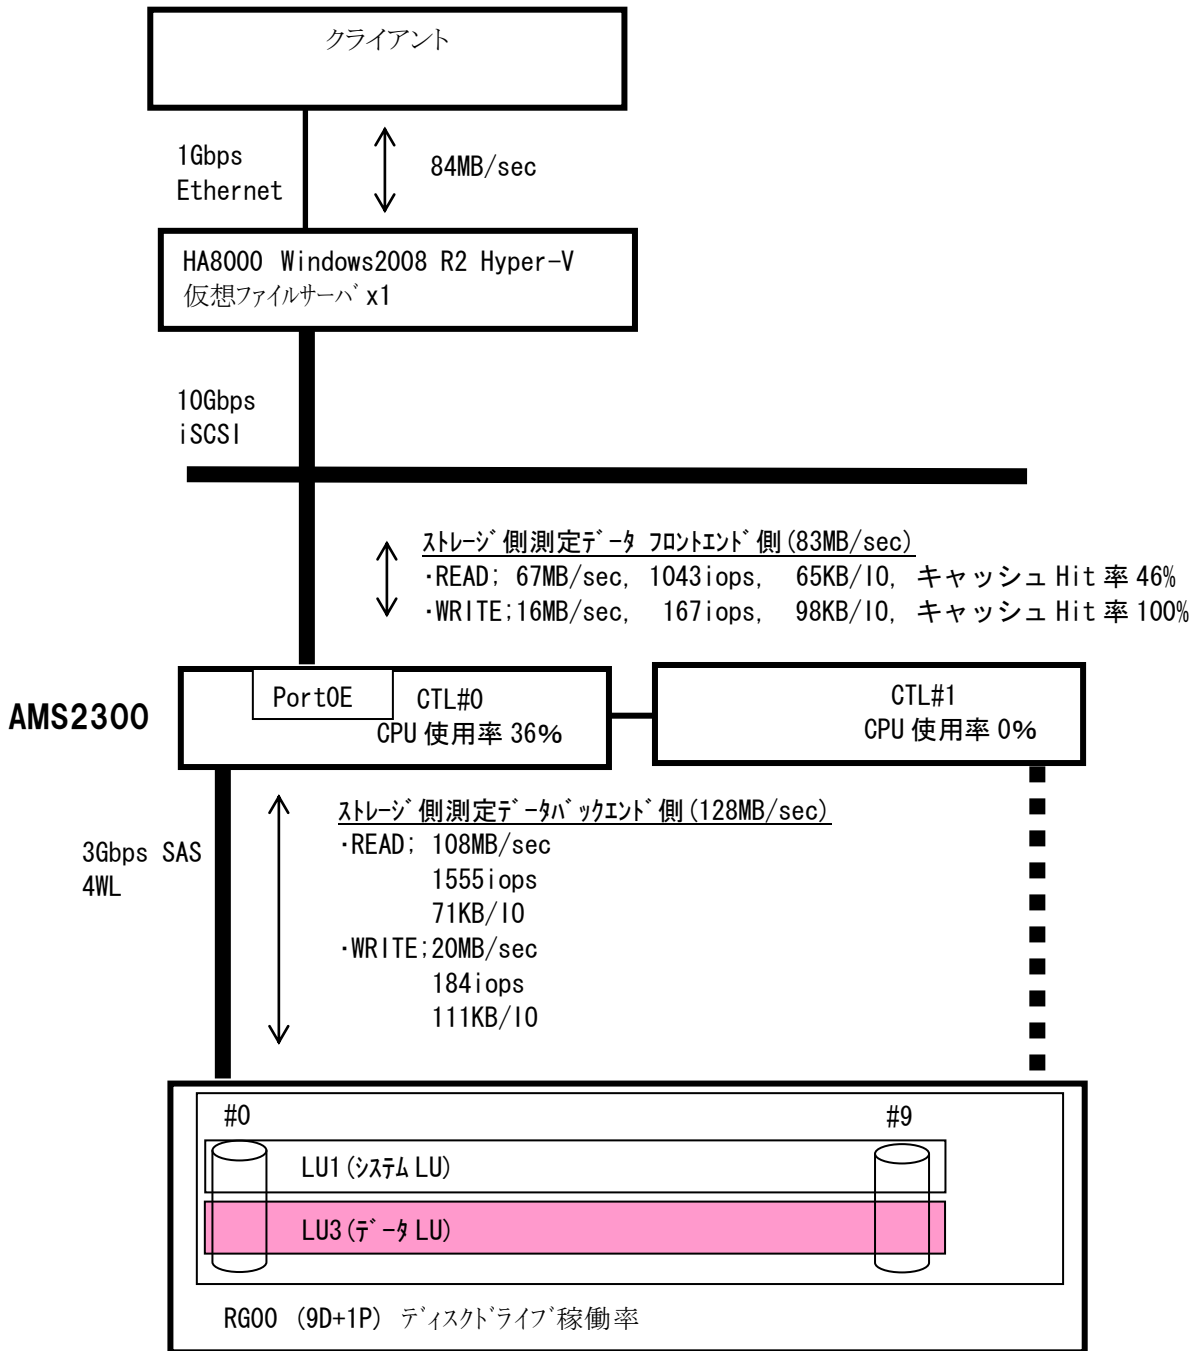 クライアント
1Gbps
Ethernet
84MB/sec
HA8000 Windows2008 R2 Hyper-V
仮想ファイルサーバx1
10Gbps
iSCSI
ストレージ側測定データ フロントエンド側(83MB/sec)
・READ; 67MB/sec, 1043iops, 65KB/IO, キャッシュHit率46%
・WRITE;16MB/sec, 167iops, 98KB/IO, キャッシュHit率100%
AMS2300
Port0E
CTL#0
CPU使用率36%
CTL#1
CPU使用率0%
3Gbps SAS
4WL
ストレージ側測定データバックエンド側(128MB/sec)
・READ; 108MB/sec
1555iops
71KB/IO
・WRITE;20MB/sec
184iops
111KB/IO
#0
#9
LU1(システムLU)
LU3(データLU)
RG00 (9D+1P) ディスクドライブ稼働率